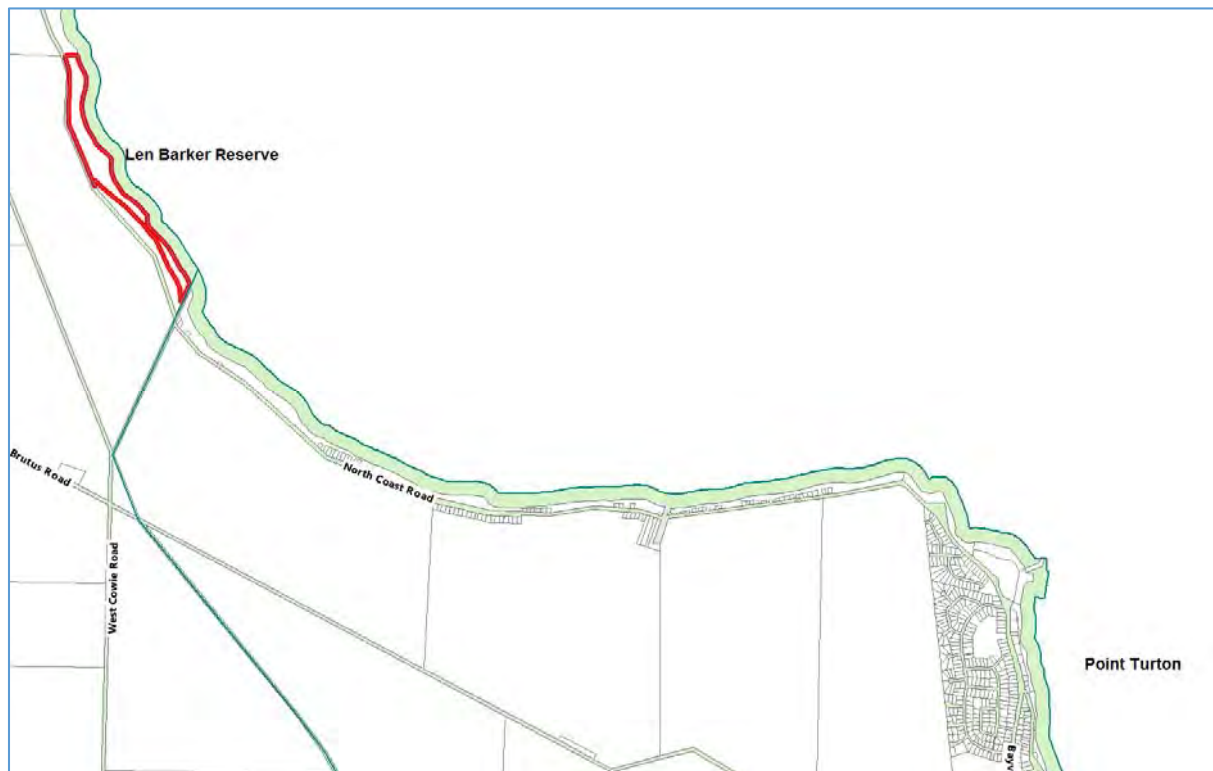 Len Barker Reserve
Brutus Road
North Coast Road
West Cowie Road
Point Turton